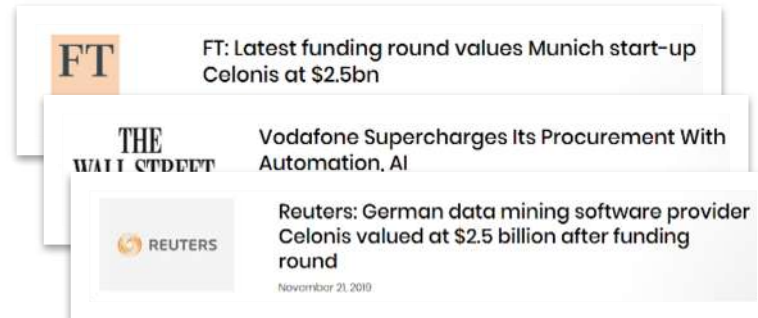 FT
FT: Latest funding round values Munich start-up
Celonis at $2.5bn
THE
WALL STREET
Vodafone Supercharges Its Procurement With
Automation, AI
REUTERS
Reuters: German data mining software provider
Celonis valued at $2.5 billion after funding
round
November 21, 2019